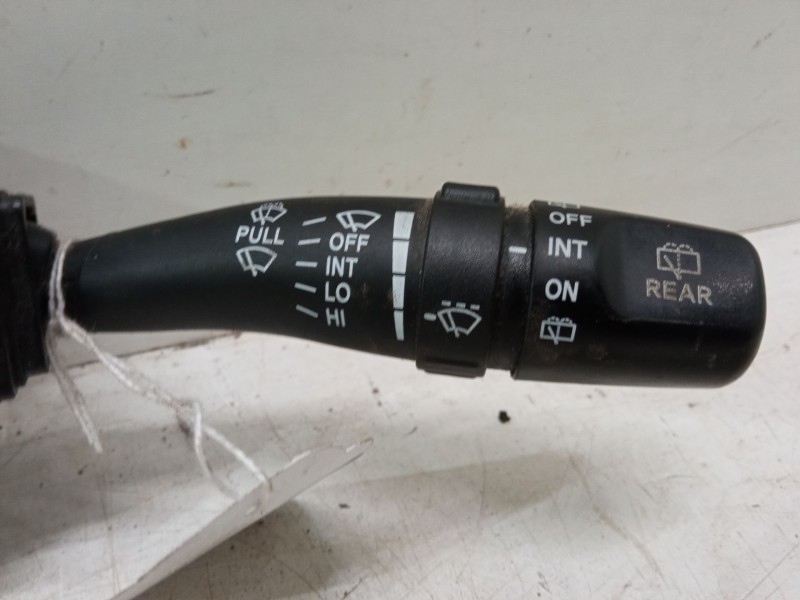 PULL
OFF
INT
LO
HI
OFF
INT
ON
REAR